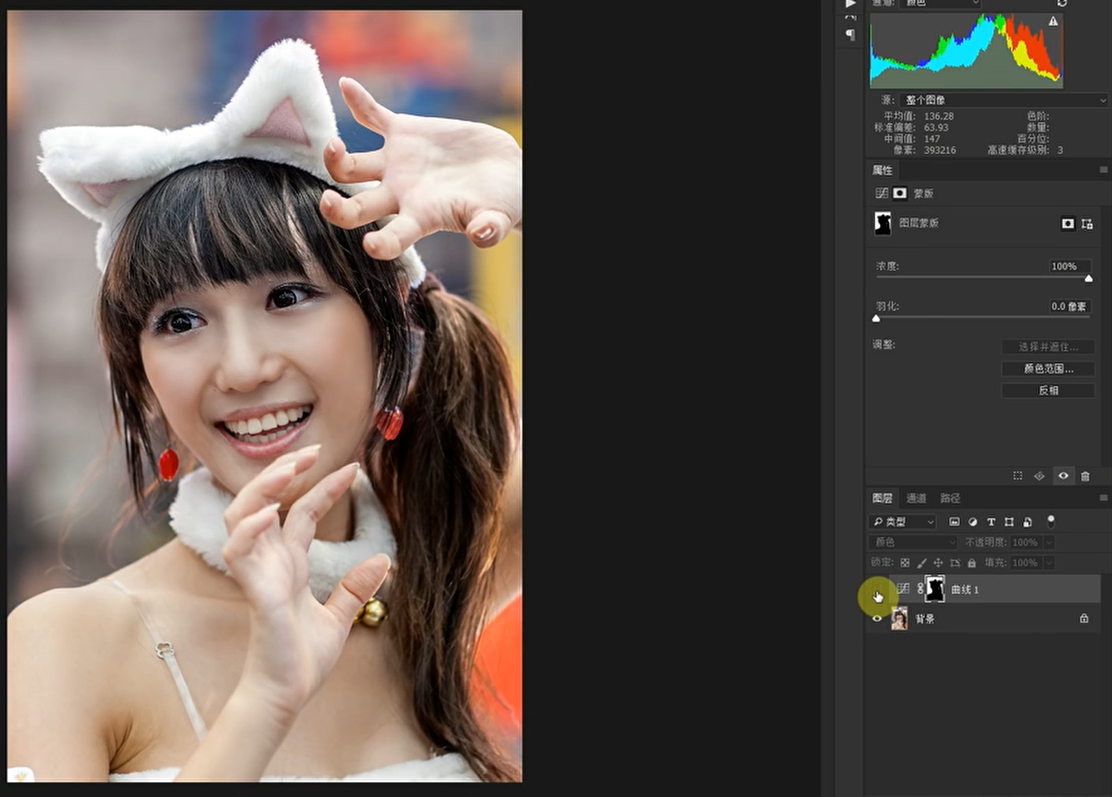 通道: 颜色
源: 整个图像
平均值: 136.28 色阶:
标准偏差: 63.93 数量:
中间值: 147 百分位:
像素: 393216 高速缓存级别: 3
属性
蒙版
图层蒙版
浓度: 100%
羽化: 0.0 像素
调整: 选择并遮住...
颜色范围...
反相
图层 通道 路径
类型
颜色 不透明度: 100%
锁定: 填充: 100%
曲线 1
背景